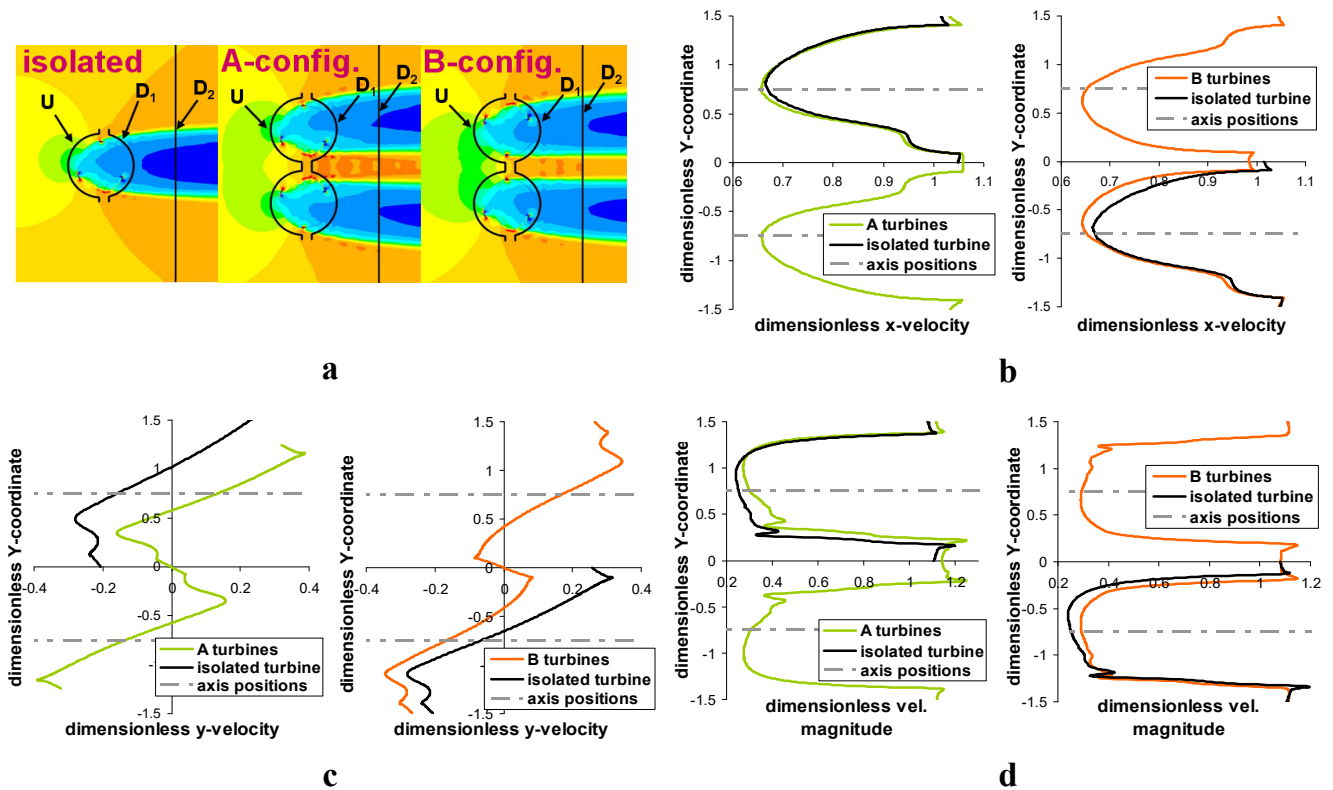 isolated
A-config.
B-config.
U
D1
D2
U
D1
D2
U
D1
D2
a
dimensionless Y-coordinate
1.5
1
0.5
0
-0.5
-1
-1.5
0.6 0.7 0.8 0.9 1 1.1
A turbines
isolated turbine
axis positions
dimensionless x-velocity
dimensionless Y-coordinate
1.5
1
0.5
0
-0.5
-1
-1.5
0.6 0.7 0.8 0.9 1 1.1
B turbines
isolated turbine
axis positions
dimensionless x-velocity
b
dimensionless Y-coordinate
1.5
1
0.5
0
-0.5
-1
-1.5
-0.4 -0.2 0 0.2 0.4
A turbines
isolated turbine
axis positions
dimensionless y-velocity
dimensionless Y-coordinate
1.5
1
0.5
0
-0.5
-1
-1.5
-0.4 -0.2 0 0.2 0.4
B turbines
isolated turbine
axis positions
dimensionless y-velocity
c
dimensionless Y-coordinate
1.5
1
0.5
0
-0.5
-1
-1.5
0.2 0.4 0.6 0.8 1 1.2
A turbines
isolated turbine
axis positions
dimensionless vel.
magnitude
dimensionless Y-coordinate
1.5
1
0.5
0
-0.5
-1
-1.5
0.2 0.4 0.6 0.8 1 1.2
B turbines
isolated turbine
axis positions
dimensionless vel.
magnitude
d